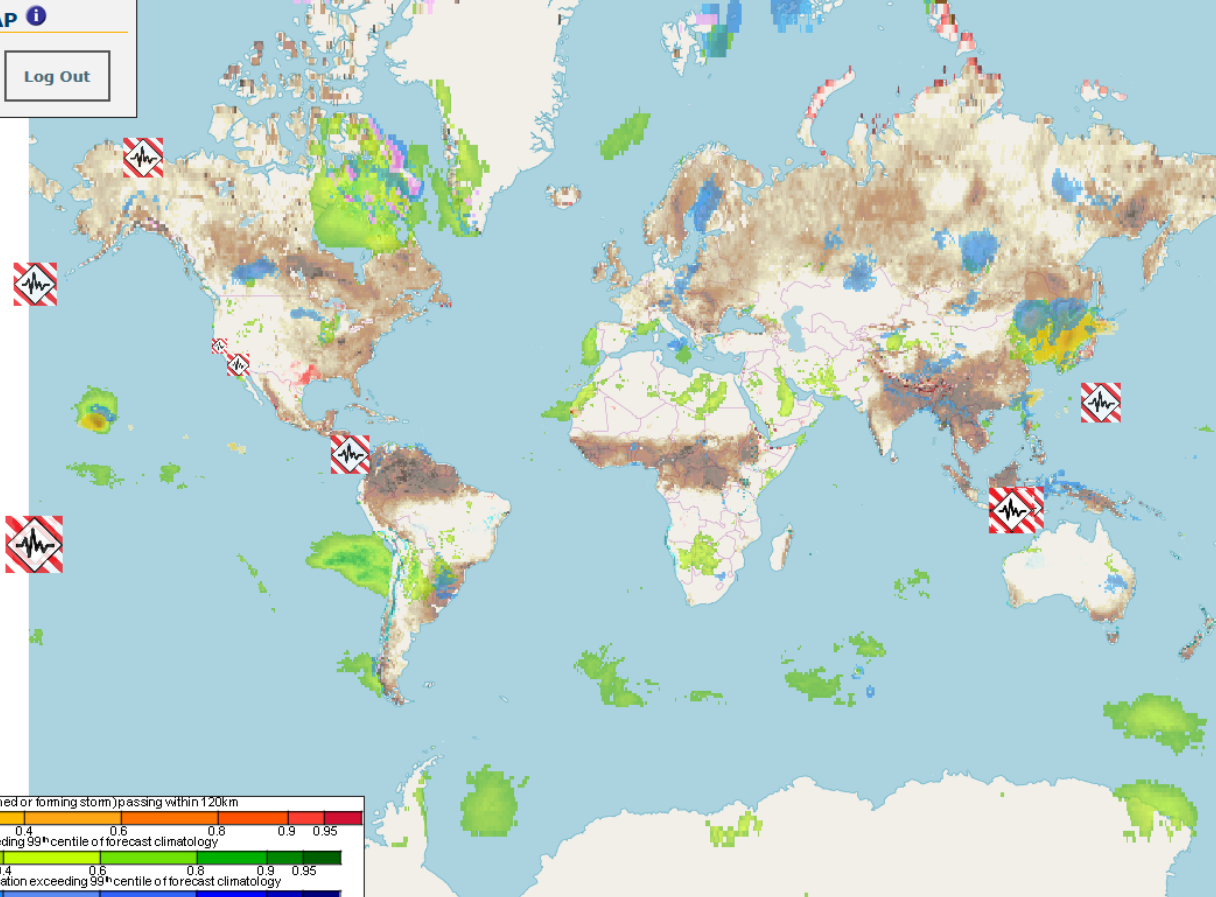 AP i
Log Out
ned or forming storm) passing within 120km
0.4 0.6 0.8 0.9 0.95
eding 99th centile of forecast climatology
0.4 0.6 0.8 0.9 0.95
ation exceeding 99th centile of forecast climatology